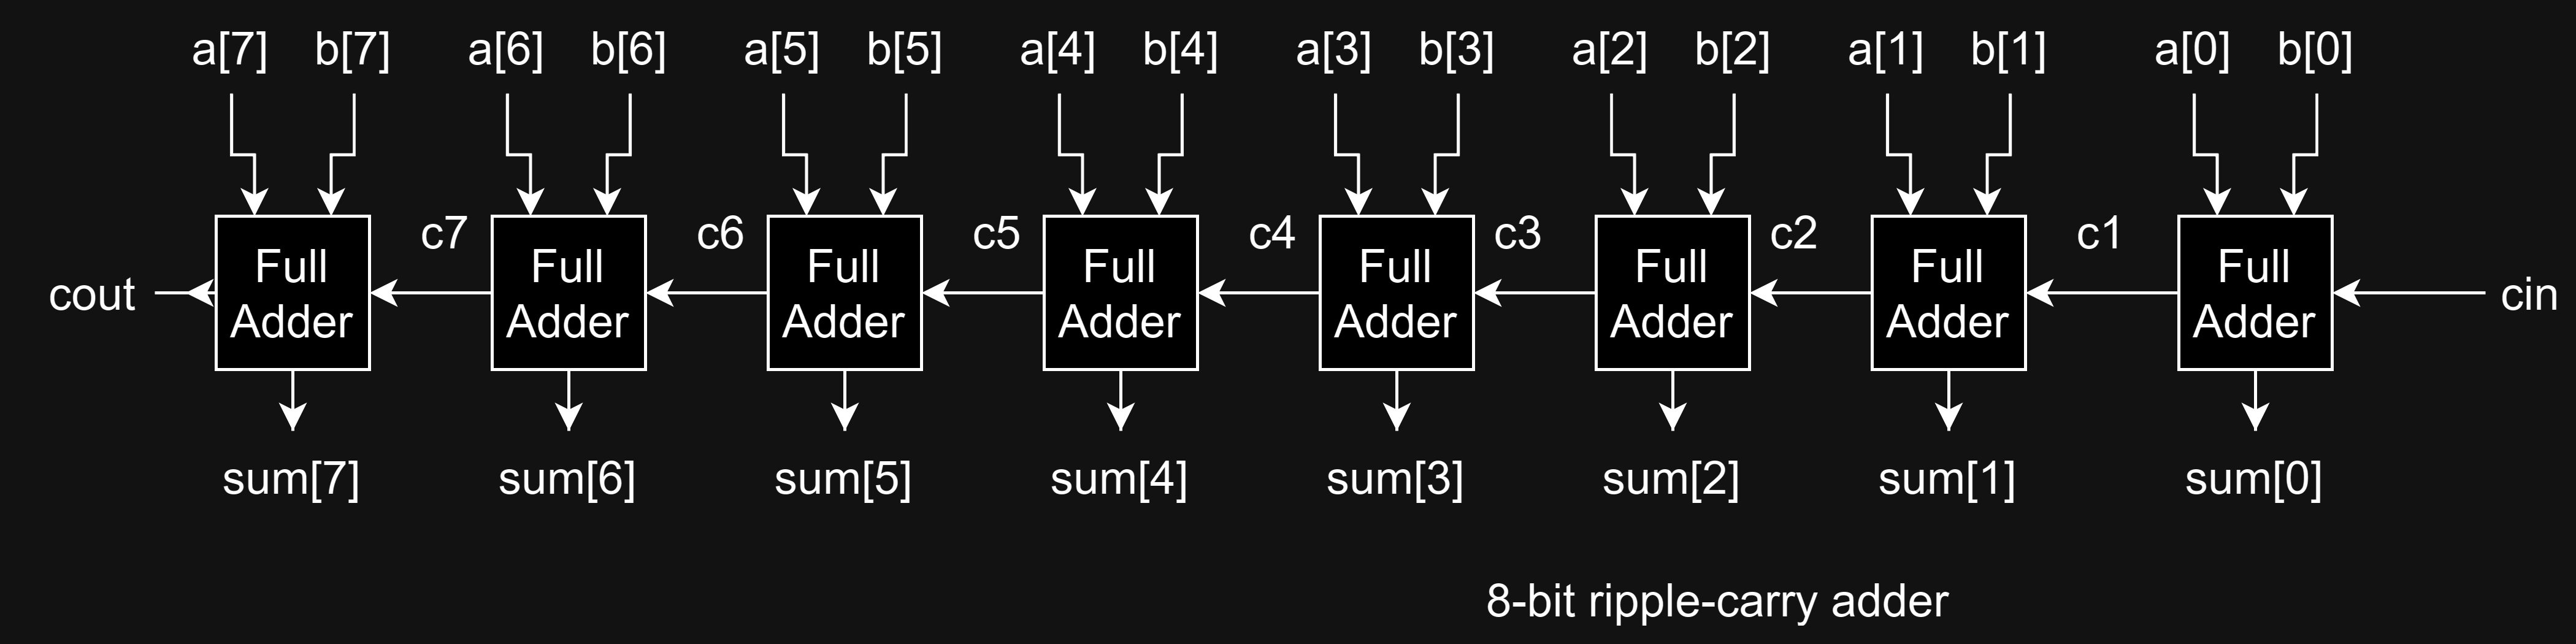 a[7] b[7] a[6] b[6] a[5] b[5] a[4] b[4] a[3] b[3] a[2] b[2] a[1] b[1] a[0] b[0]
c7 c6 c5 c4 c3 c2 c1
Full Full Full Full Full Full Full Full
cout cin
Adder Adder Adder Adder Adder Adder Adder Adder
sum[7] sum[6] sum[5] sum[4] sum[3] sum[2] sum[1] sum[0]
8-bit ripple-carry adder